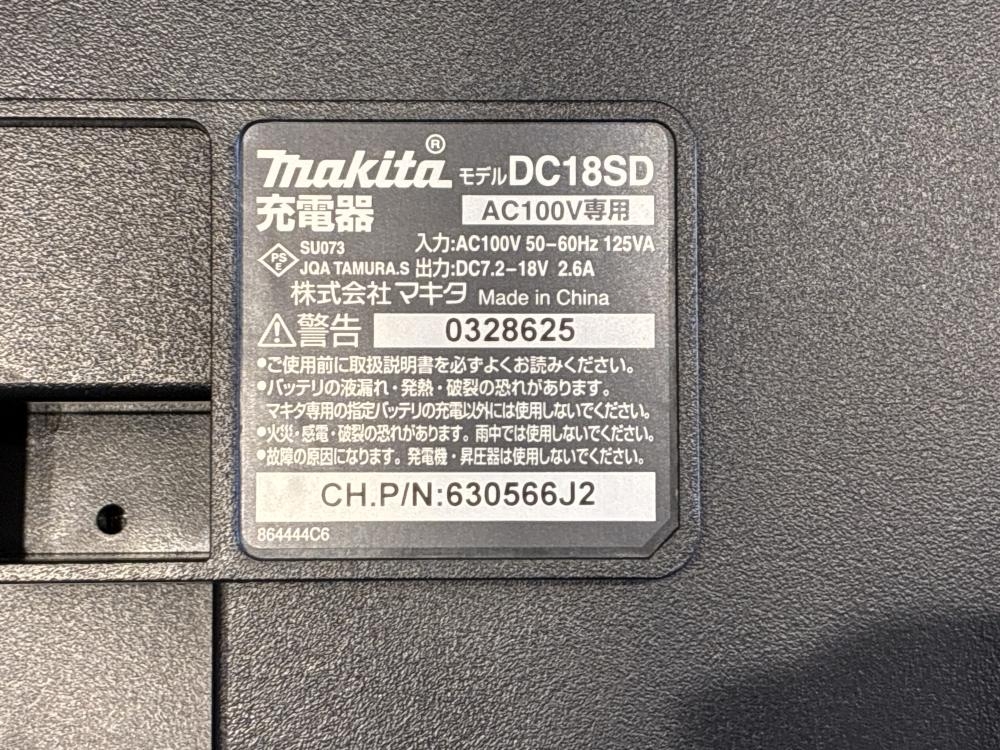 makita® モデルDC18SD
充電器 AC100V専用
PS E SU073 入力:AC100V 50-60Hz 125VA
JQA TAMURA.S 出力:DC7.2-18V 2.6A
株式会社マキタ Made in China
警告 0328625
•ご使用前に取扱説明書を必ずよくお読みください。
•バッテリの液漏れ・発熱・破裂の恐れがあります。
マキタ専用の指定バッテリの充電以外には使用しないでください。
•火災・感電・破裂の恐れがあります。雨中では使用しないでください。
•故障の原因になります。発電機・昇圧器は使用しないでください。
CH.P/N:630566J2
864444C6